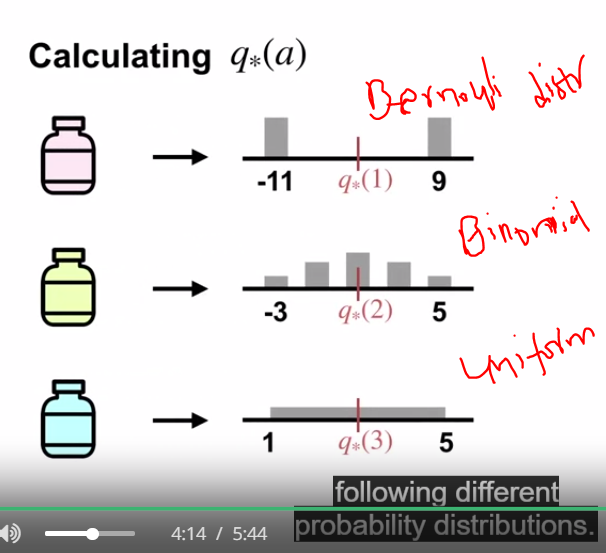 Calculating q*(a)
Bernouli distr
-11 q*(1) 9
Binomial
-3 q*(2) 5
Uniform
1 q*(3) 5
following different
probability distributions.
4:14 / 5:44